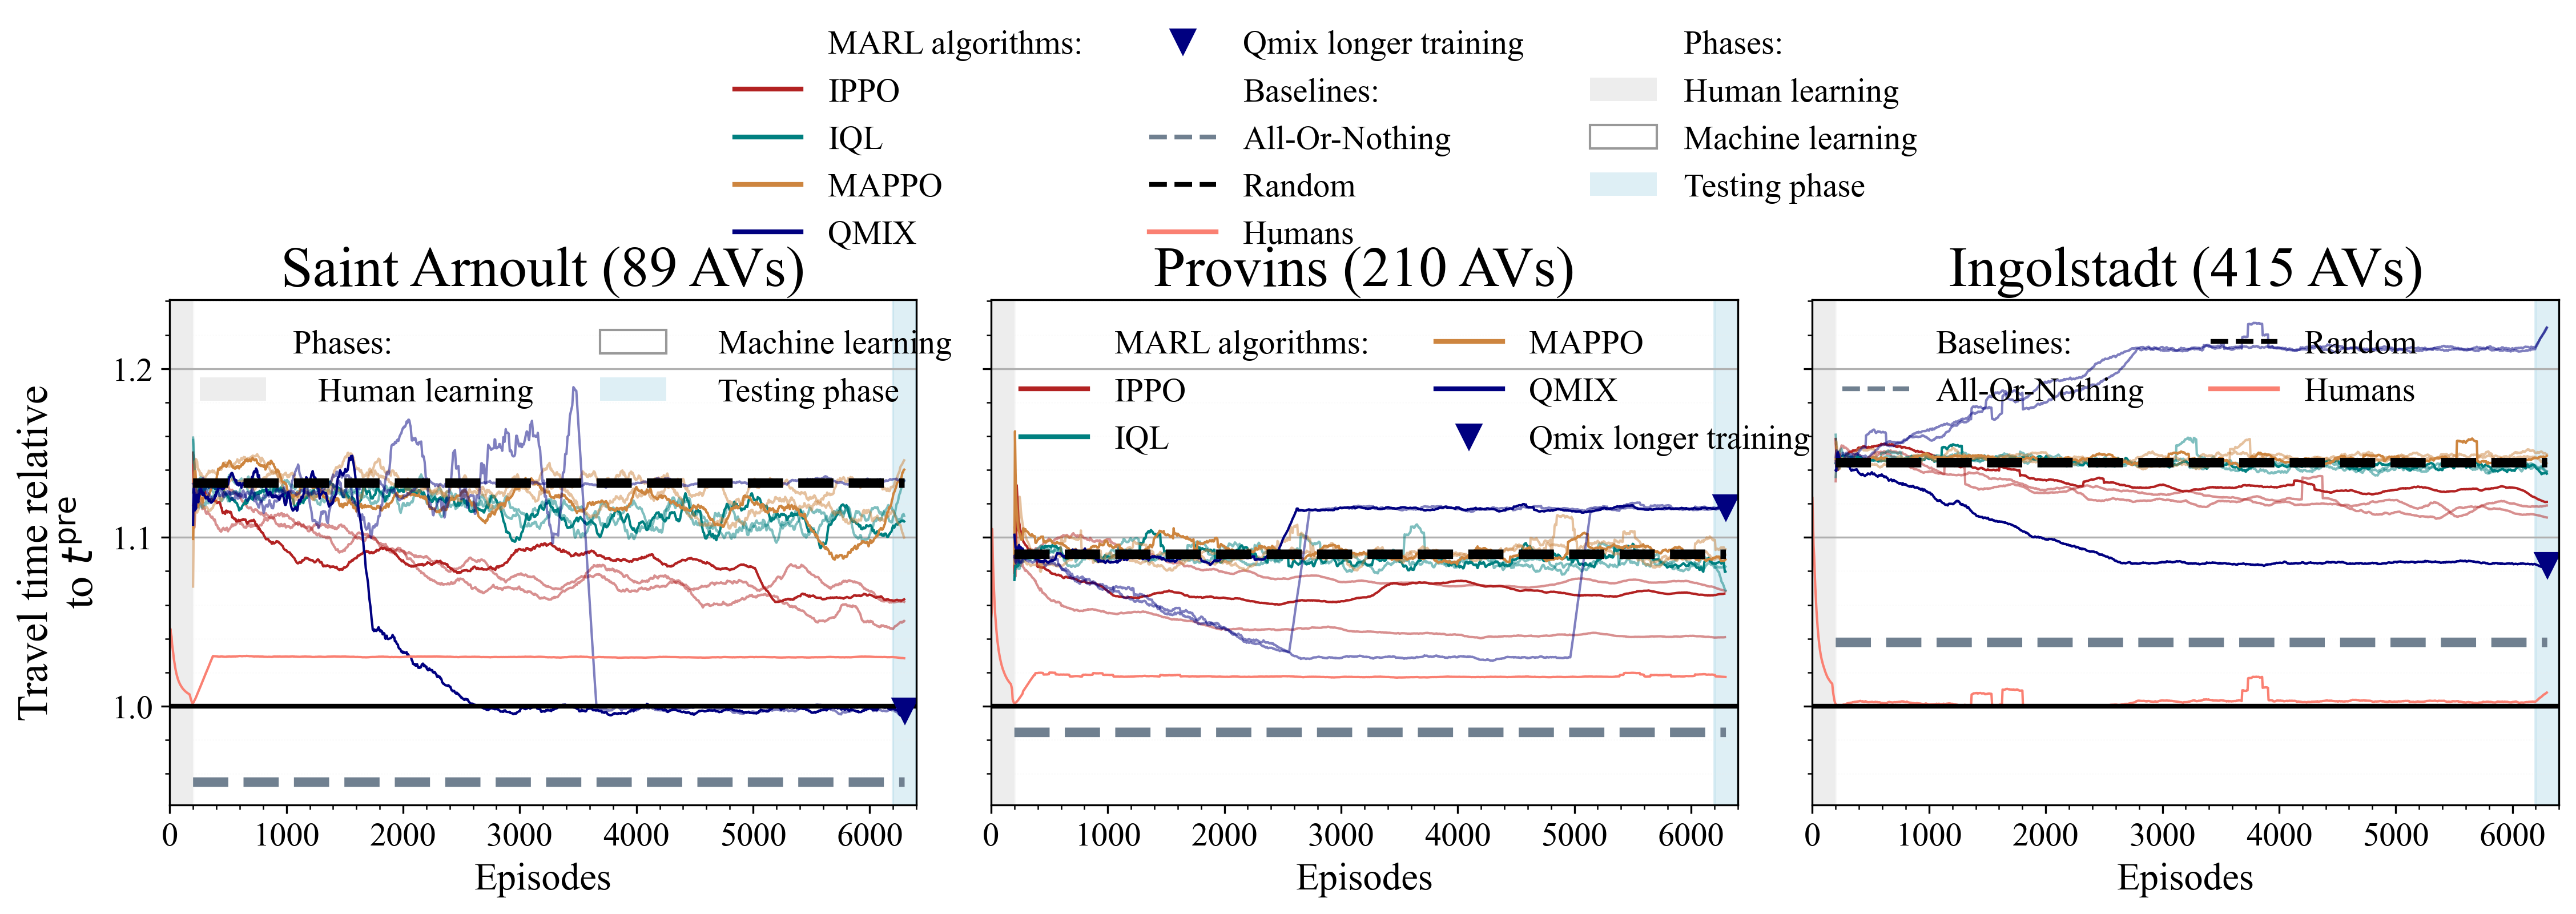 MARL algorithms:
IPPO
IQL
MAPPO
QMIX
Qmix longer training
Baselines:
All-Or-Nothing
Random
Humans
Phases:
Human learning
Machine learning
Testing phase
Saint Arnoult (89 AVs)
Provins (210 AVs)
Ingolstadt (415 AVs)
Travel time relative
to t^pre
1.2
1.1
1.0
Phases:
Human learning
Machine learning
Testing phase
0 1000 2000 3000 4000 5000 6000
Episodes
MARL algorithms:
IPPO
IQL
MAPPO
QMIX
Qmix longer training
0 1000 2000 3000 4000 5000 6000
Episodes
Baselines:
All-Or-Nothing
Random
Humans
0 1000 2000 3000 4000 5000 6000
Episodes